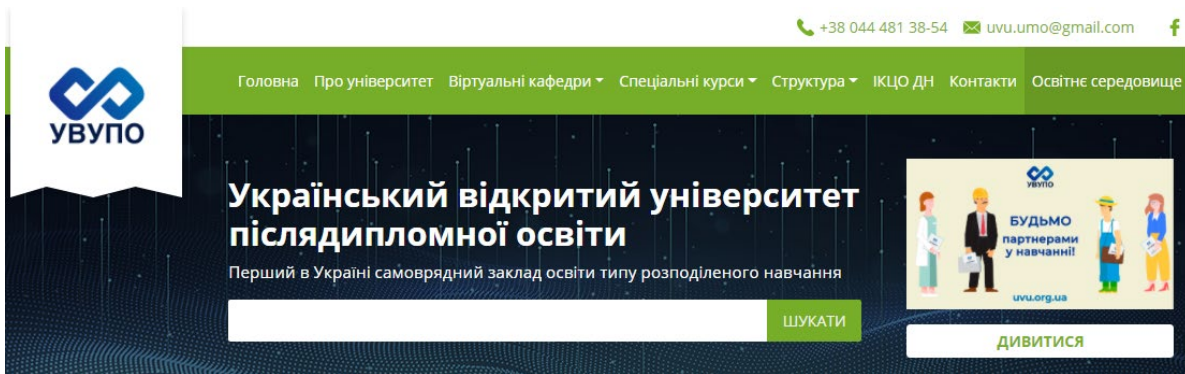 +38 044 481 38-54 uvu.umo@gmail.com
Головна Про університет Віртуальні кафедри Спеціальні курси Структура ІКЦО ДН Контакти Освітнє середовище
УВУПО
Український відкритий університет
післядипломної освіти
Перший в Україні самоврядний заклад освіти типу розподіленого навчання
ШУКАТИ
УВУПО
БУДЬМО
партнерами
у навчанні!
uvu.org.ua
ДИВИТИСЯ